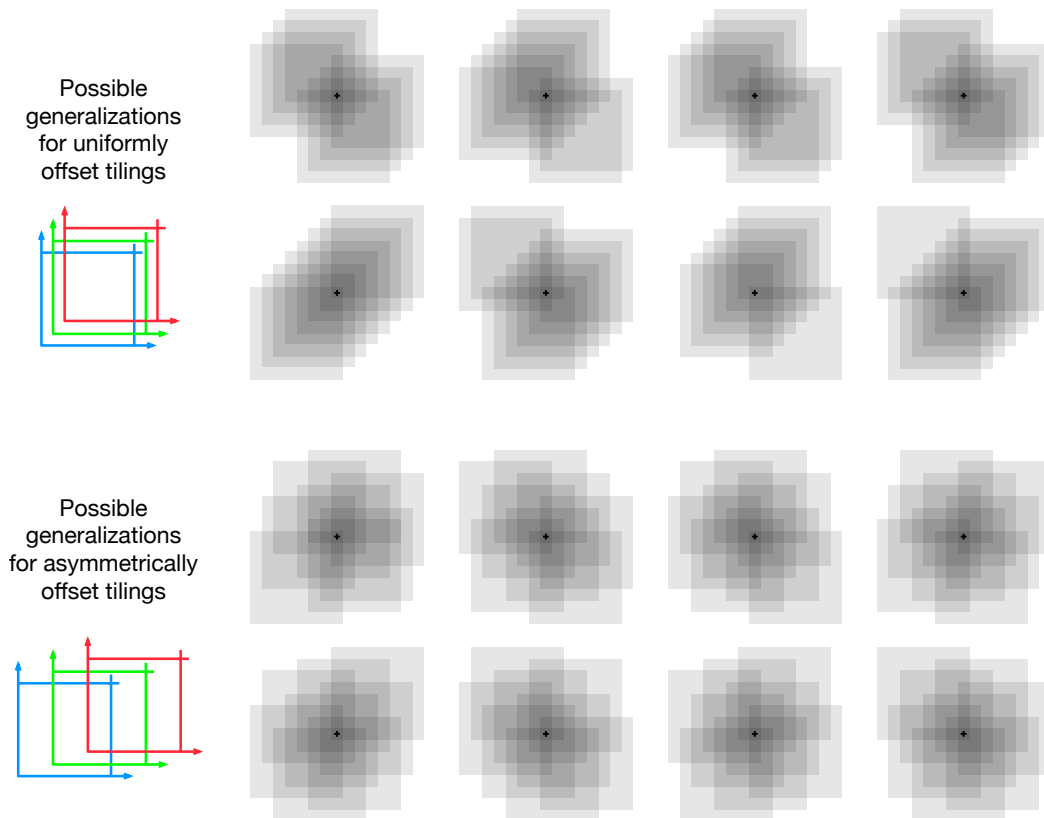 Possible
generalizations
for uniformly
offset tilings
Possible
generalizations
for asymmetrically
offset tilings